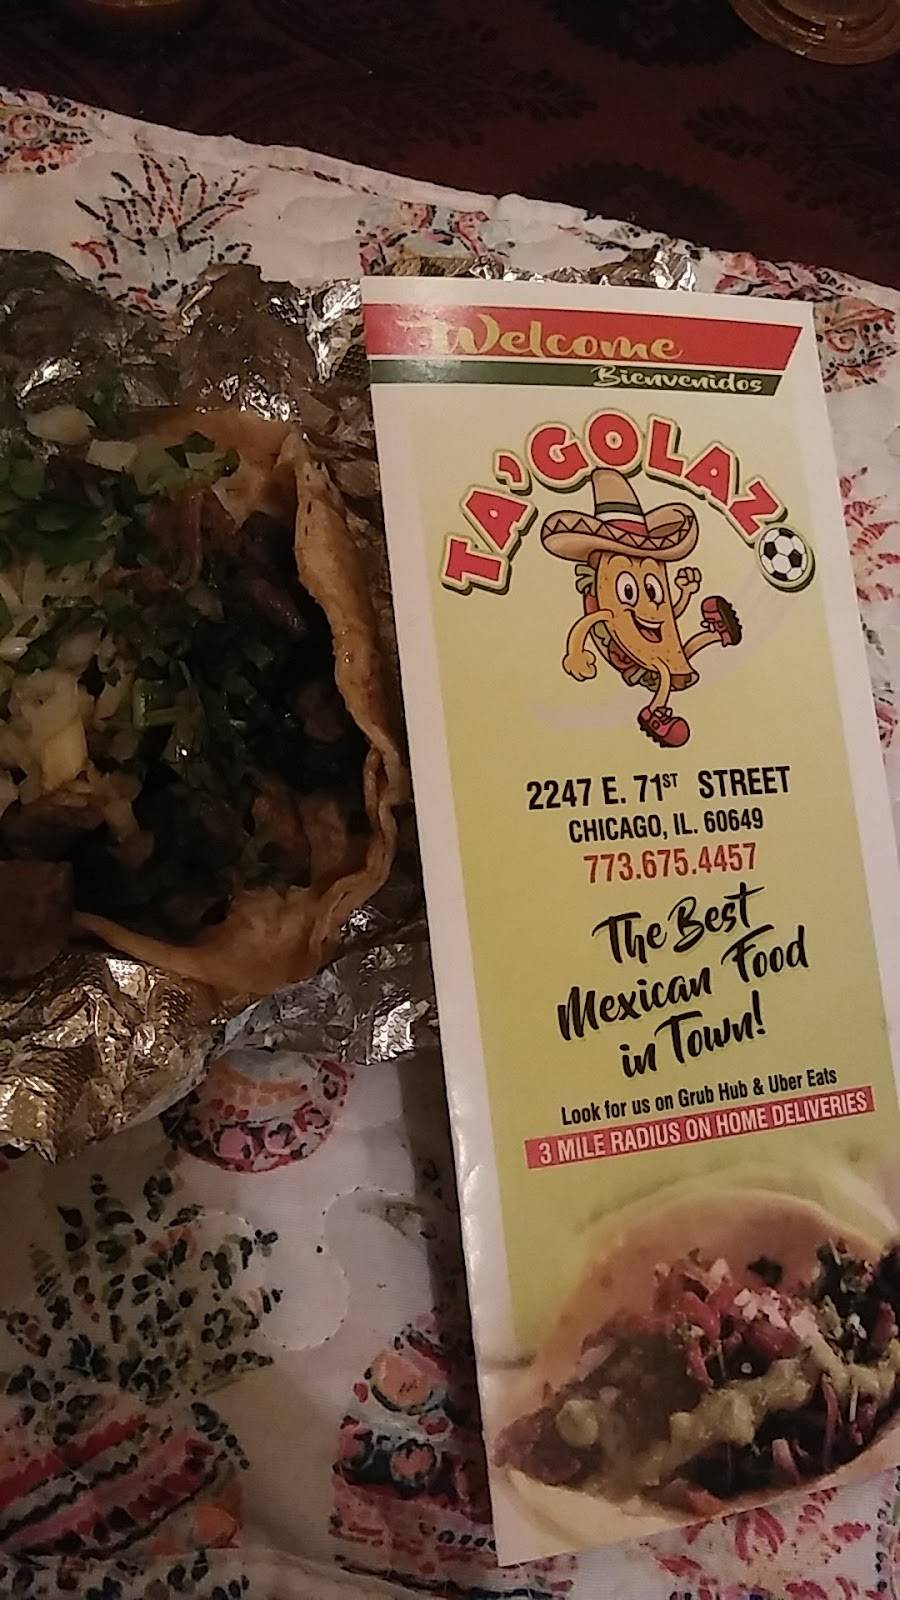 Welcome
Bienvenidos
TA'GOLAZ
2247 E. 71ST STREET
CHICAGO, IL. 60649
773.675.4457
The Best
Mexican Food
in Town!
Look for us on Grub Hub & Uber Eats
3 MILE RADIUS ON HOME DELIVERIES